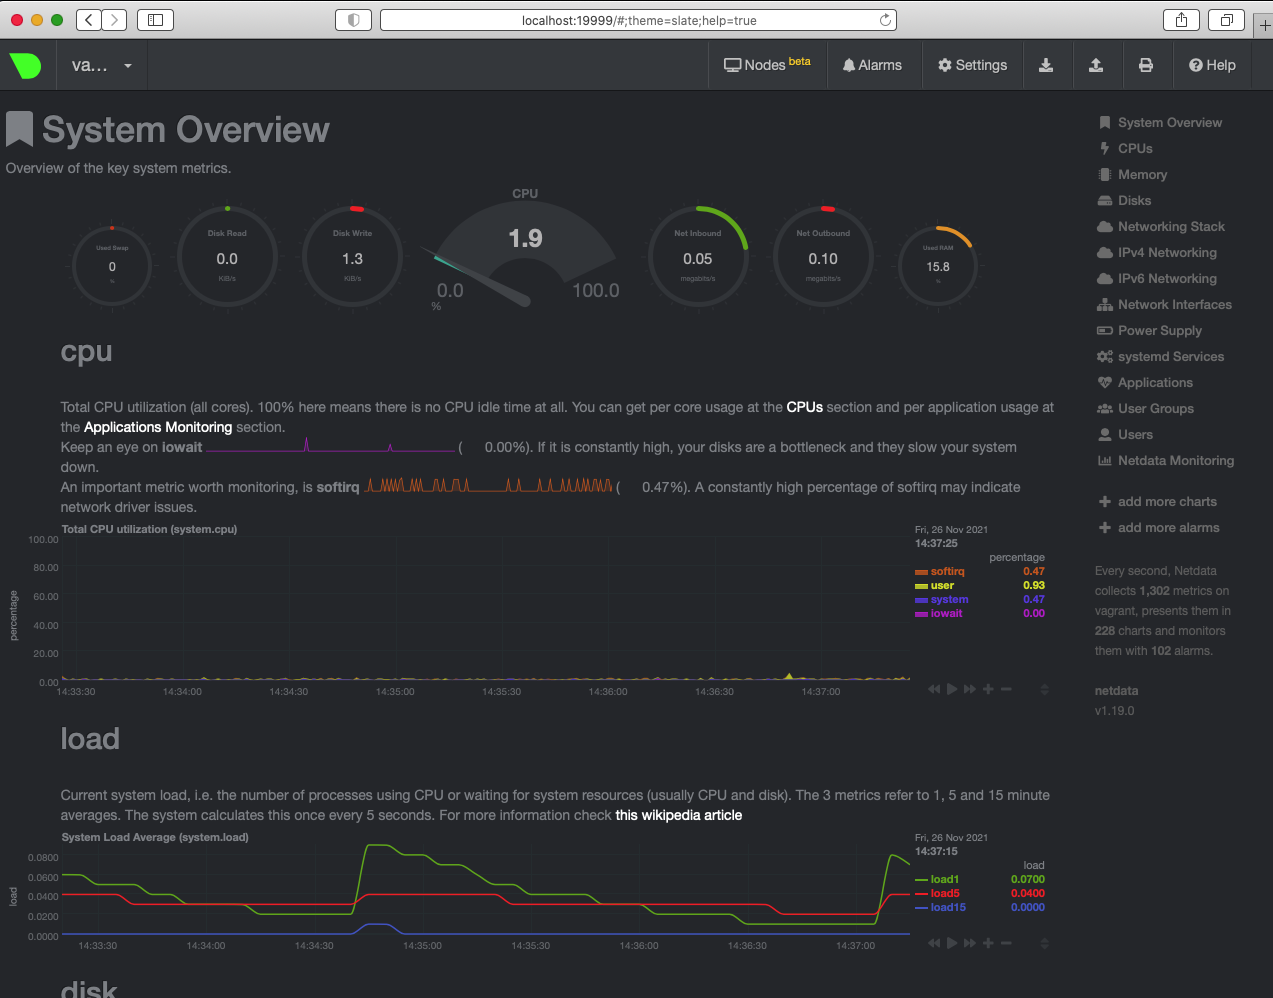 localhost:19999/#;theme=slate;help=true
va...
Nodes beta
Alarms
Settings
Help
System Overview
Overview of the key system metrics.
Used Swap
0
%
Disk Read
0.0
KiB/s
Disk Write
1.3
KiB/s
CPU
1.9
0.0
100.0
%
Net Inbound
0.05
megabits/s
Net Outbound
0.10
megabits/s
Used RAM
15.8
%
cpu
Total CPU utilization (all cores). 100% here means there is no CPU idle time at all. You can get per core usage at the CPUs section and per application usage at
the Applications Monitoring section.
Keep an eye on iowait ( 0.00%). If it is constantly high, your disks are a bottleneck and they slow your system
down.
An important metric worth monitoring, is softirq ( 0.47%). A constantly high percentage of softirq may indicate
network driver issues.
Total CPU utilization (system.cpu)
percentage
100.00
80.00
60.00
40.00
20.00
0.00
14:33:30 14:34:00 14:34:30 14:35:00 14:35:30 14:36:00 14:36:30 14:37:00
Fri, 26 Nov 2021
14:37:25
percentage
softirq 0.47
user 0.93
system 0.47
iowait 0.00
load
Current system load, i.e. the number of processes using CPU or waiting for system resources (usually CPU and disk). The 3 metrics refer to 1, 5 and 15 minute
averages. The system calculates this once every 5 seconds. For more information check this wikipedia article
System Load Average (system.load)
load
0.0800
0.0600
0.0400
0.0200
0.0000
14:33:30 14:34:00 14:34:30 14:35:00 14:35:30 14:36:00 14:36:30 14:37:00
Fri, 26 Nov 2021
14:37:15
load
load1 0.0700
load5 0.0400
load15 0.0000
disk
System Overview
CPUs
Memory
Disks
Networking Stack
IPv4 Networking
IPv6 Networking
Network Interfaces
Power Supply
systemd Services
Applications
User Groups
Users
Netdata Monitoring
add more charts
add more alarms
Every second, Netdata
collects 1,302 metrics on
vagrant, presents them in
228 charts and monitors
them with 102 alarms.
netdata
v1.19.0